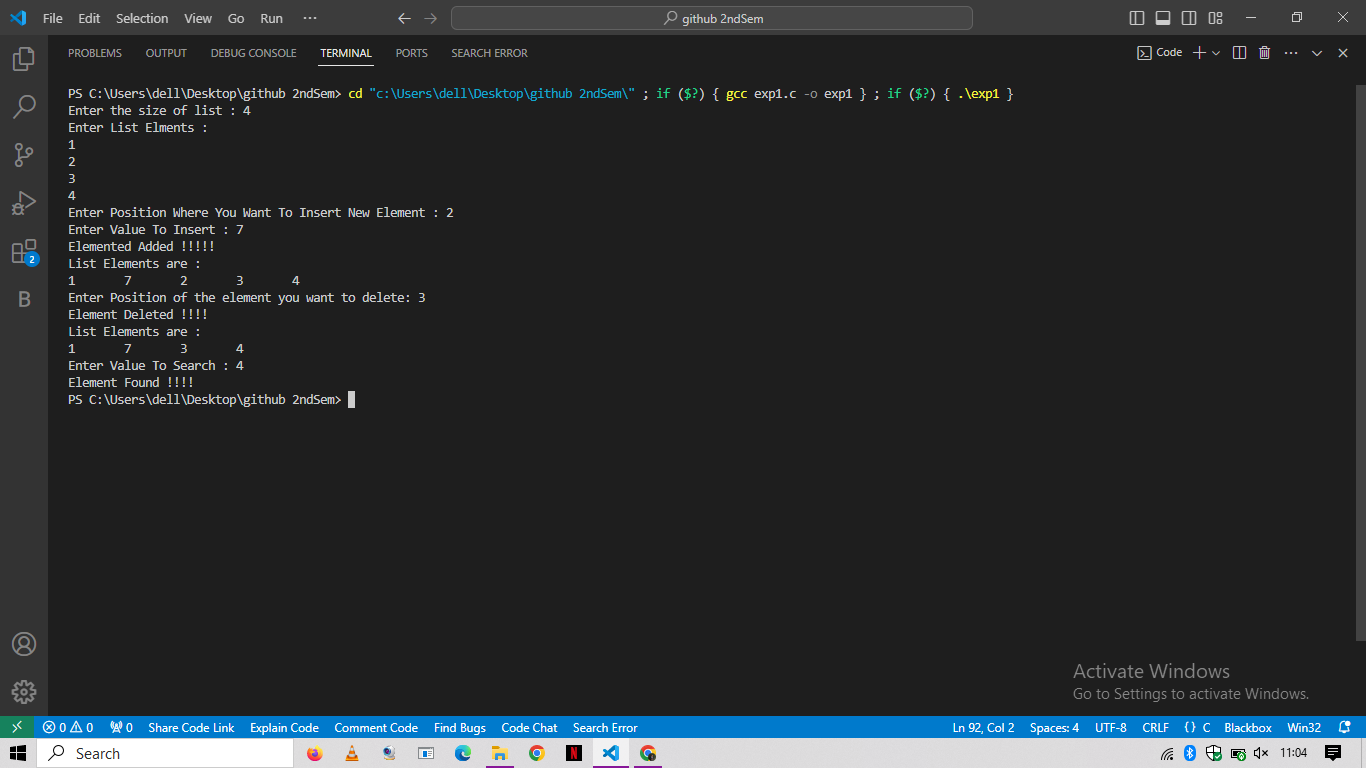 File Edit Selection View Go Run ··· github 2ndSem
PROBLEMS OUTPUT DEBUG CONSOLE TERMINAL PORTS SEARCH ERROR Code
PS C:\Users\dell\Desktop\github 2ndSem> cd "c:\Users\dell\Desktop\github 2ndSem\" ; if ($?) { gcc exp1.c -o exp1 } ; if ($?) { .\exp1 }
Enter the size of list : 4
Enter List Elments :
1
2
3
4
Enter Position Where You Want To Insert New Element : 2
Enter Value To Insert : 7
Elemented Added !!!!!
List Elements are :
1 7 2 3 4
Enter Position of the element you want to delete: 3
Element Deleted !!!!
List Elements are :
1 7 3 4
Enter Value To Search : 4
Element Found !!!!
PS C:\Users\dell\Desktop\github 2ndSem>
2
B
Activate Windows
Go to Settings to activate Windows.
0 0 0 Share Code Link Explain Code Comment Code Find Bugs Code Chat Search Error Ln 92, Col 2 Spaces: 4 UTF-8 CRLF {} C Blackbox Win32
Search N 11:04